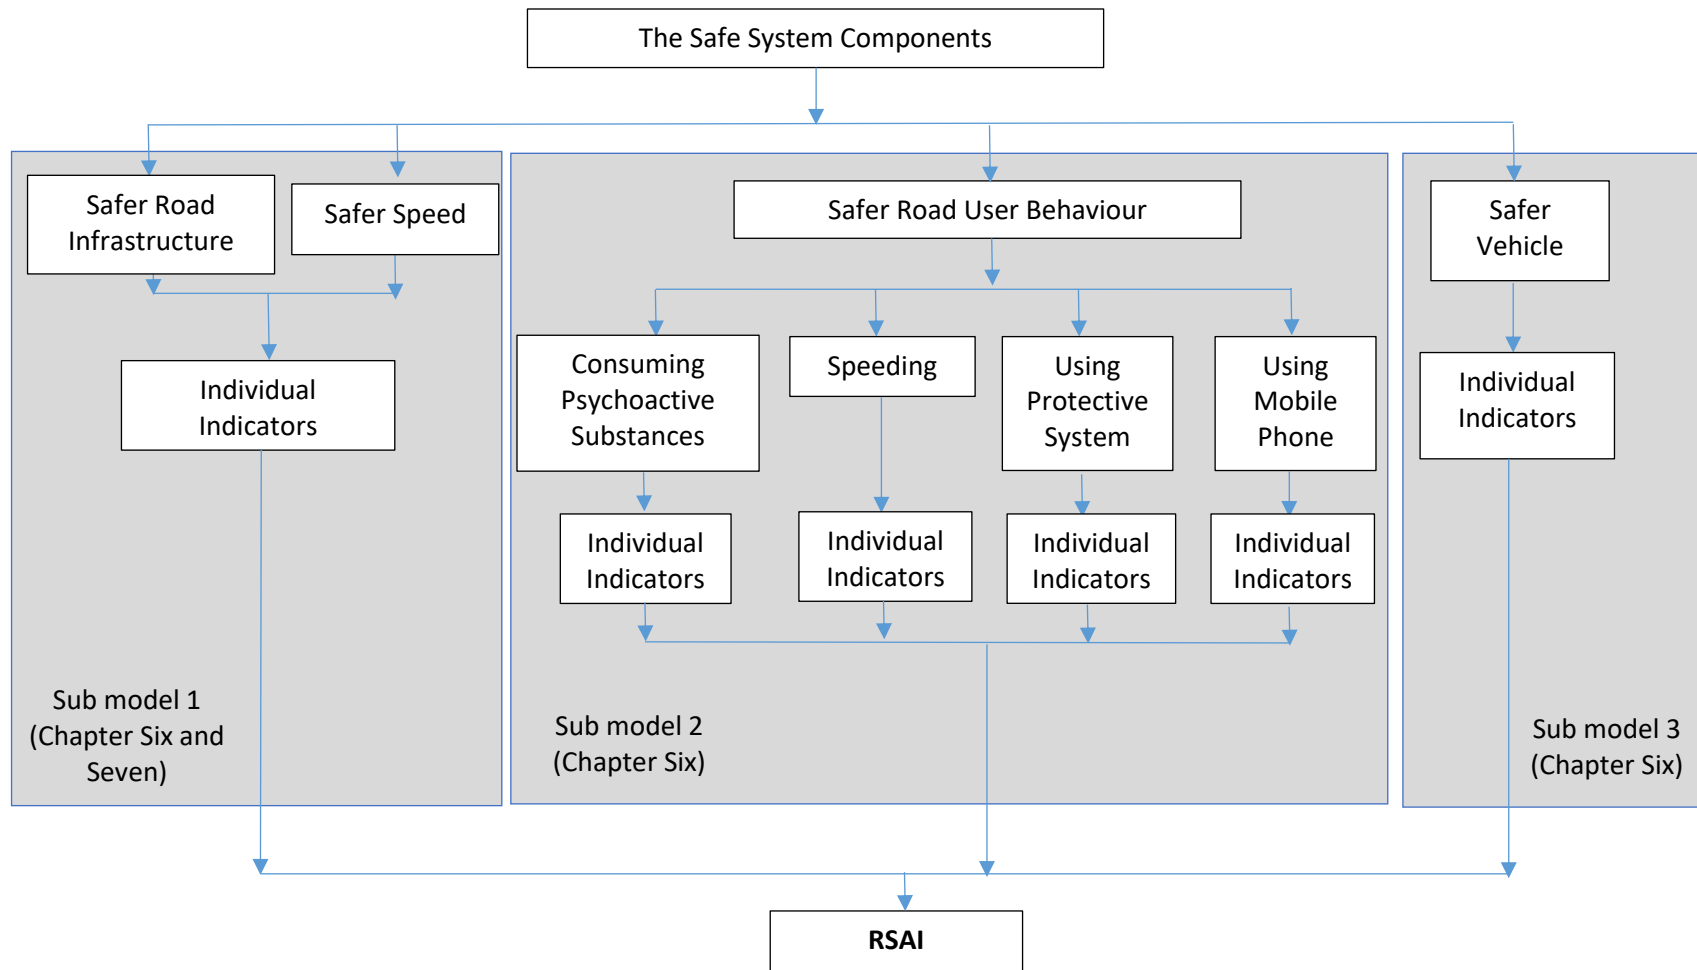 The Safe System Components
Safer Road
Infrastructure
Safer Speed
Safer Road User Behaviour
Safer
Vehicle
Individual
Indicators
Consuming
Psychoactive
Substances
Speeding
Using
Protective
System
Using
Mobile
Phone
Individual
Indicators
Individual
Indicators
Individual
Indicators
Individual
Indicators
Individual
Indicators
Sub model 1
(Chapter Six and
Seven)
Sub model 2
(Chapter Six)
Sub model 3
(Chapter Six)
RSAI